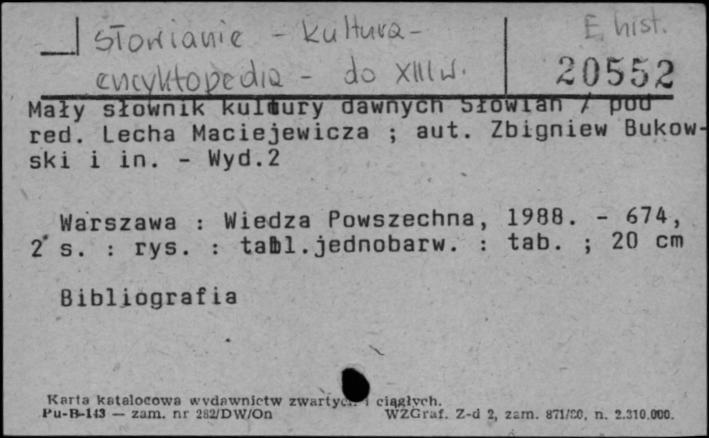 Słowianie - kultura - E hist.
encyklopedia - do XIII w. 20552
Mały słownik kultury dawnych Słowian / pod
red. Lecha Maciejewicza ; aut. Zbigniew Bukow-
ski i in. - Wyd.2
Warszawa : Wiedza Powszechna, 1988. - 674,
2 s. : rys. : tabl.jednobarw. : tab. ; 20 cm
Bibliografia
Karta katalogowa wydawnictw zwartych i ciągłych.
Pu-B-143 — zam. nr 282/DW/On WZGraf. Z-d 2, zam. 871/80, n. 2.310.000.